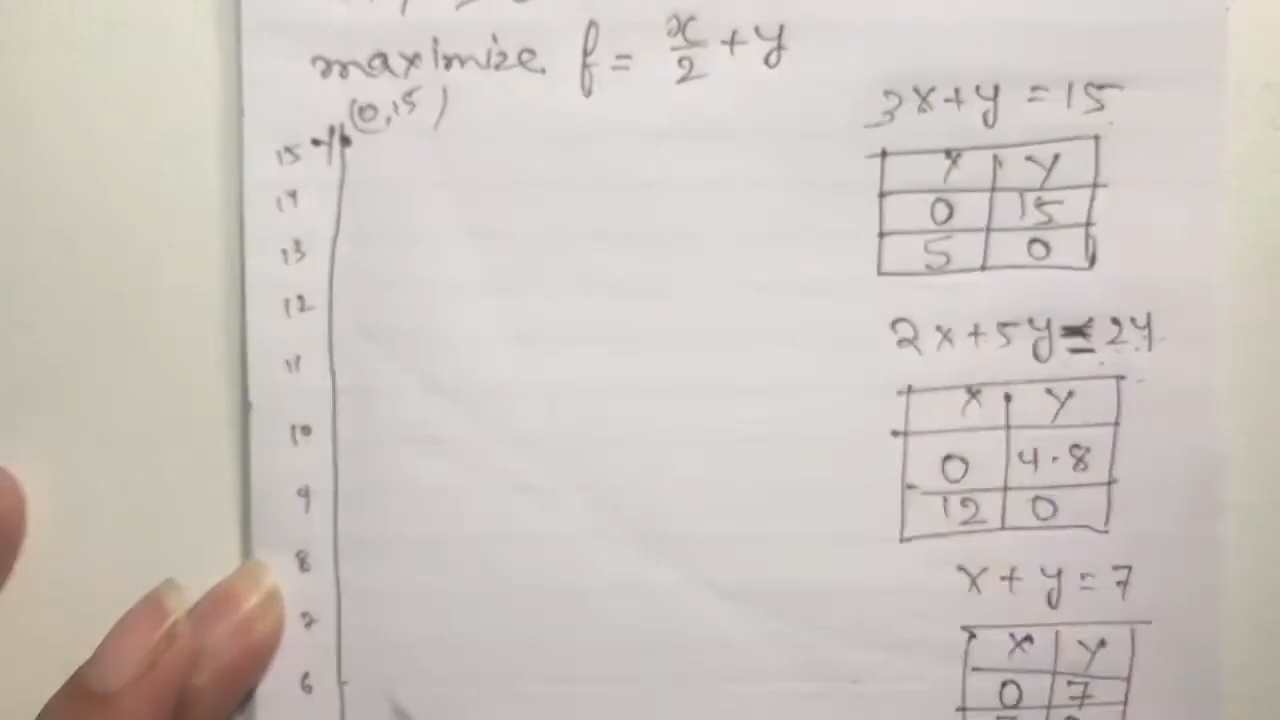 maximize f = x/2 + y
(0,15)
15 y
14
13
12
11
10
9
8
7
6
3x+y = 15
x y
0 15
5 0
2x+5y = 24
x y
0 4.8
12 0
x + y = 7
x y
0 7